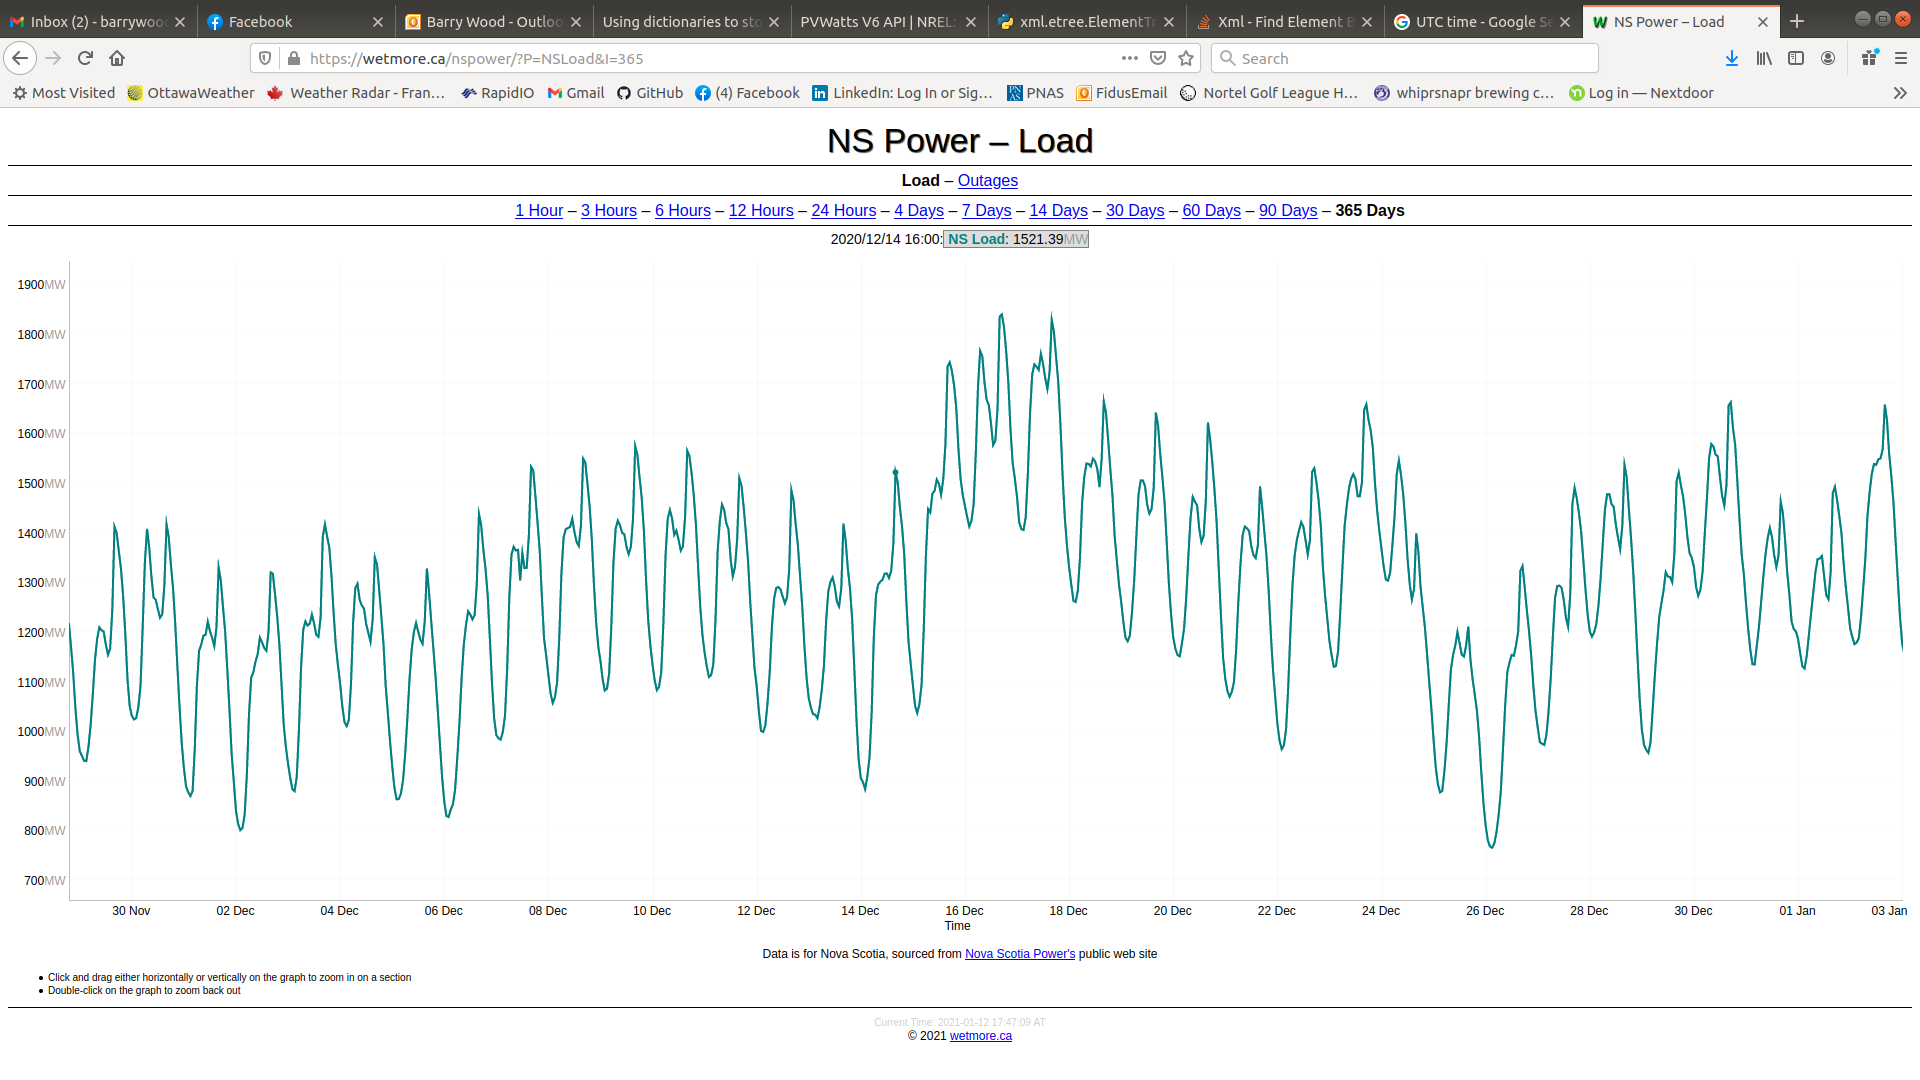 Inbox (2) - barrywoo
Facebook
Barry Wood - Outloo
Using dictionaries to sto
PVWatts V6 API | NREL:
xml.etree.ElementTr
Xml - Find Element B
UTC time - Google Se
NS Power – Load
https://wetmore.ca/nspower/?P=NSLoad&I=365
Search
Most Visited
OttawaWeather
Weather Radar - Fran…
RapidIO
Gmail
GitHub
(4) Facebook
LinkedIn: Log In or Sig…
PNAS
FidusEmail
Nortel Golf League H…
whiprsnapr brewing c…
Log in — Nextdoor
NS Power – Load
Load – Outages
1 Hour – 3 Hours – 6 Hours – 12 Hours – 24 Hours – 4 Days – 7 Days – 14 Days – 30 Days – 60 Days – 90 Days – 365 Days
2020/12/14 16:00: NS Load: 1521.39MW
1900MW
1800MW
1700MW
1600MW
1500MW
1400MW
1300MW
1200MW
1100MW
1000MW
900MW
800MW
700MW
30 Nov 02 Dec 04 Dec 06 Dec 08 Dec 10 Dec 12 Dec 14 Dec 16 Dec 18 Dec 20 Dec 22 Dec 24 Dec 26 Dec 28 Dec 30 Dec 01 Jan 03 Jan
Time
Data is for Nova Scotia, sourced from Nova Scotia Power's public web site
• Click and drag either horizontally or vertically on the graph to zoom in on a section
• Double-click on the graph to zoom back out
Current Time: 2021-01-12 17:47:09 AT
© 2021 wetmore.ca